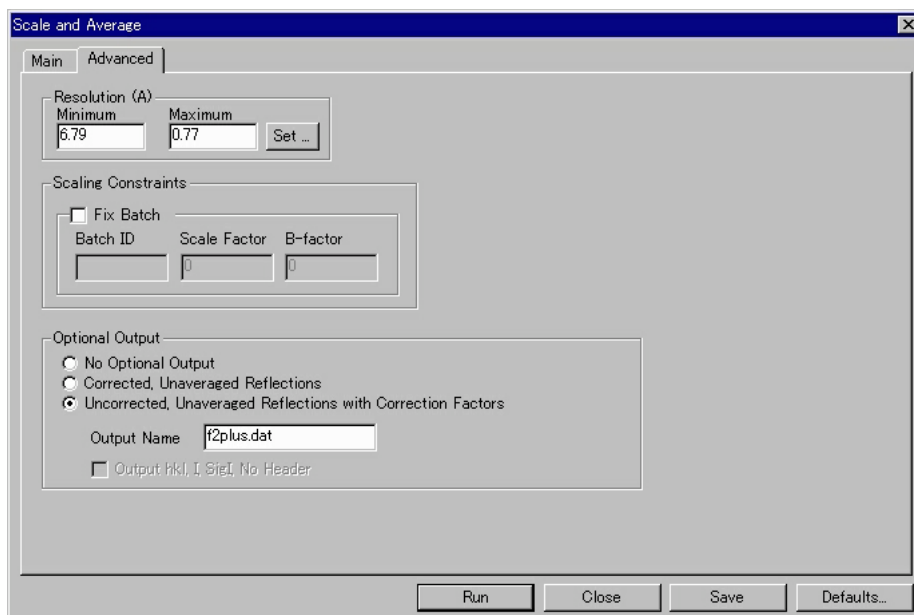 Scale and Average
Main Advanced
Resolution (A)
Minimum Maximum
6.79 0.77 Set ...
Scaling Constraints
Fix Batch
Batch ID Scale Factor B-factor
0 0
Optional Output
No Optional Output
Corrected, Unaveraged Reflections
Uncorrected, Unaveraged Reflections with Correction Factors
Output Name f2plus.dat
Output hkl, I, SigI, No Header
Run Close Save Defaults...